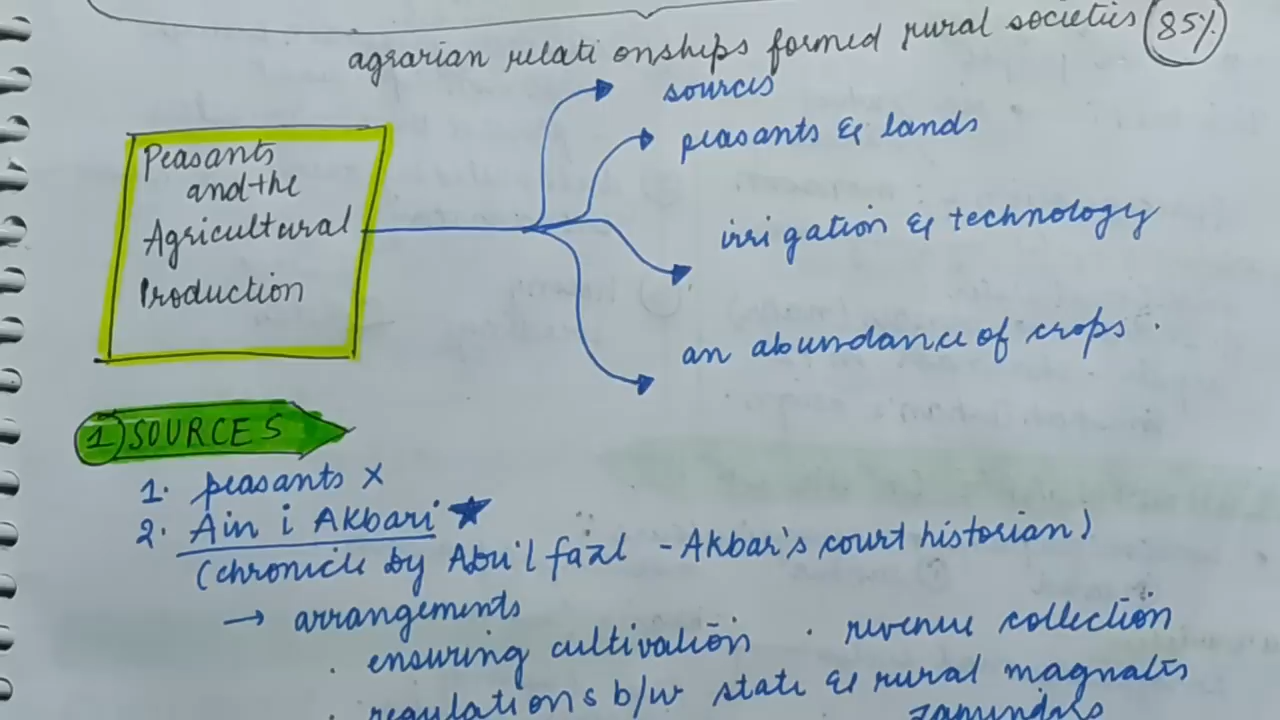 agrarian relationships formed rural societies 85%
sources
peasants & lands
irrigation & technology
an abundance of crops.
Peasants
and the
Agricultural
Production
1 SOURCES
1. peasants X
2. Ain i Akbari ★
(chronicle by Abu'l fazl - Akbar's court historian)
→ arrangements
· ensuring cultivation · revenue collection
· regulations b/w state & rural magnates
zamindars